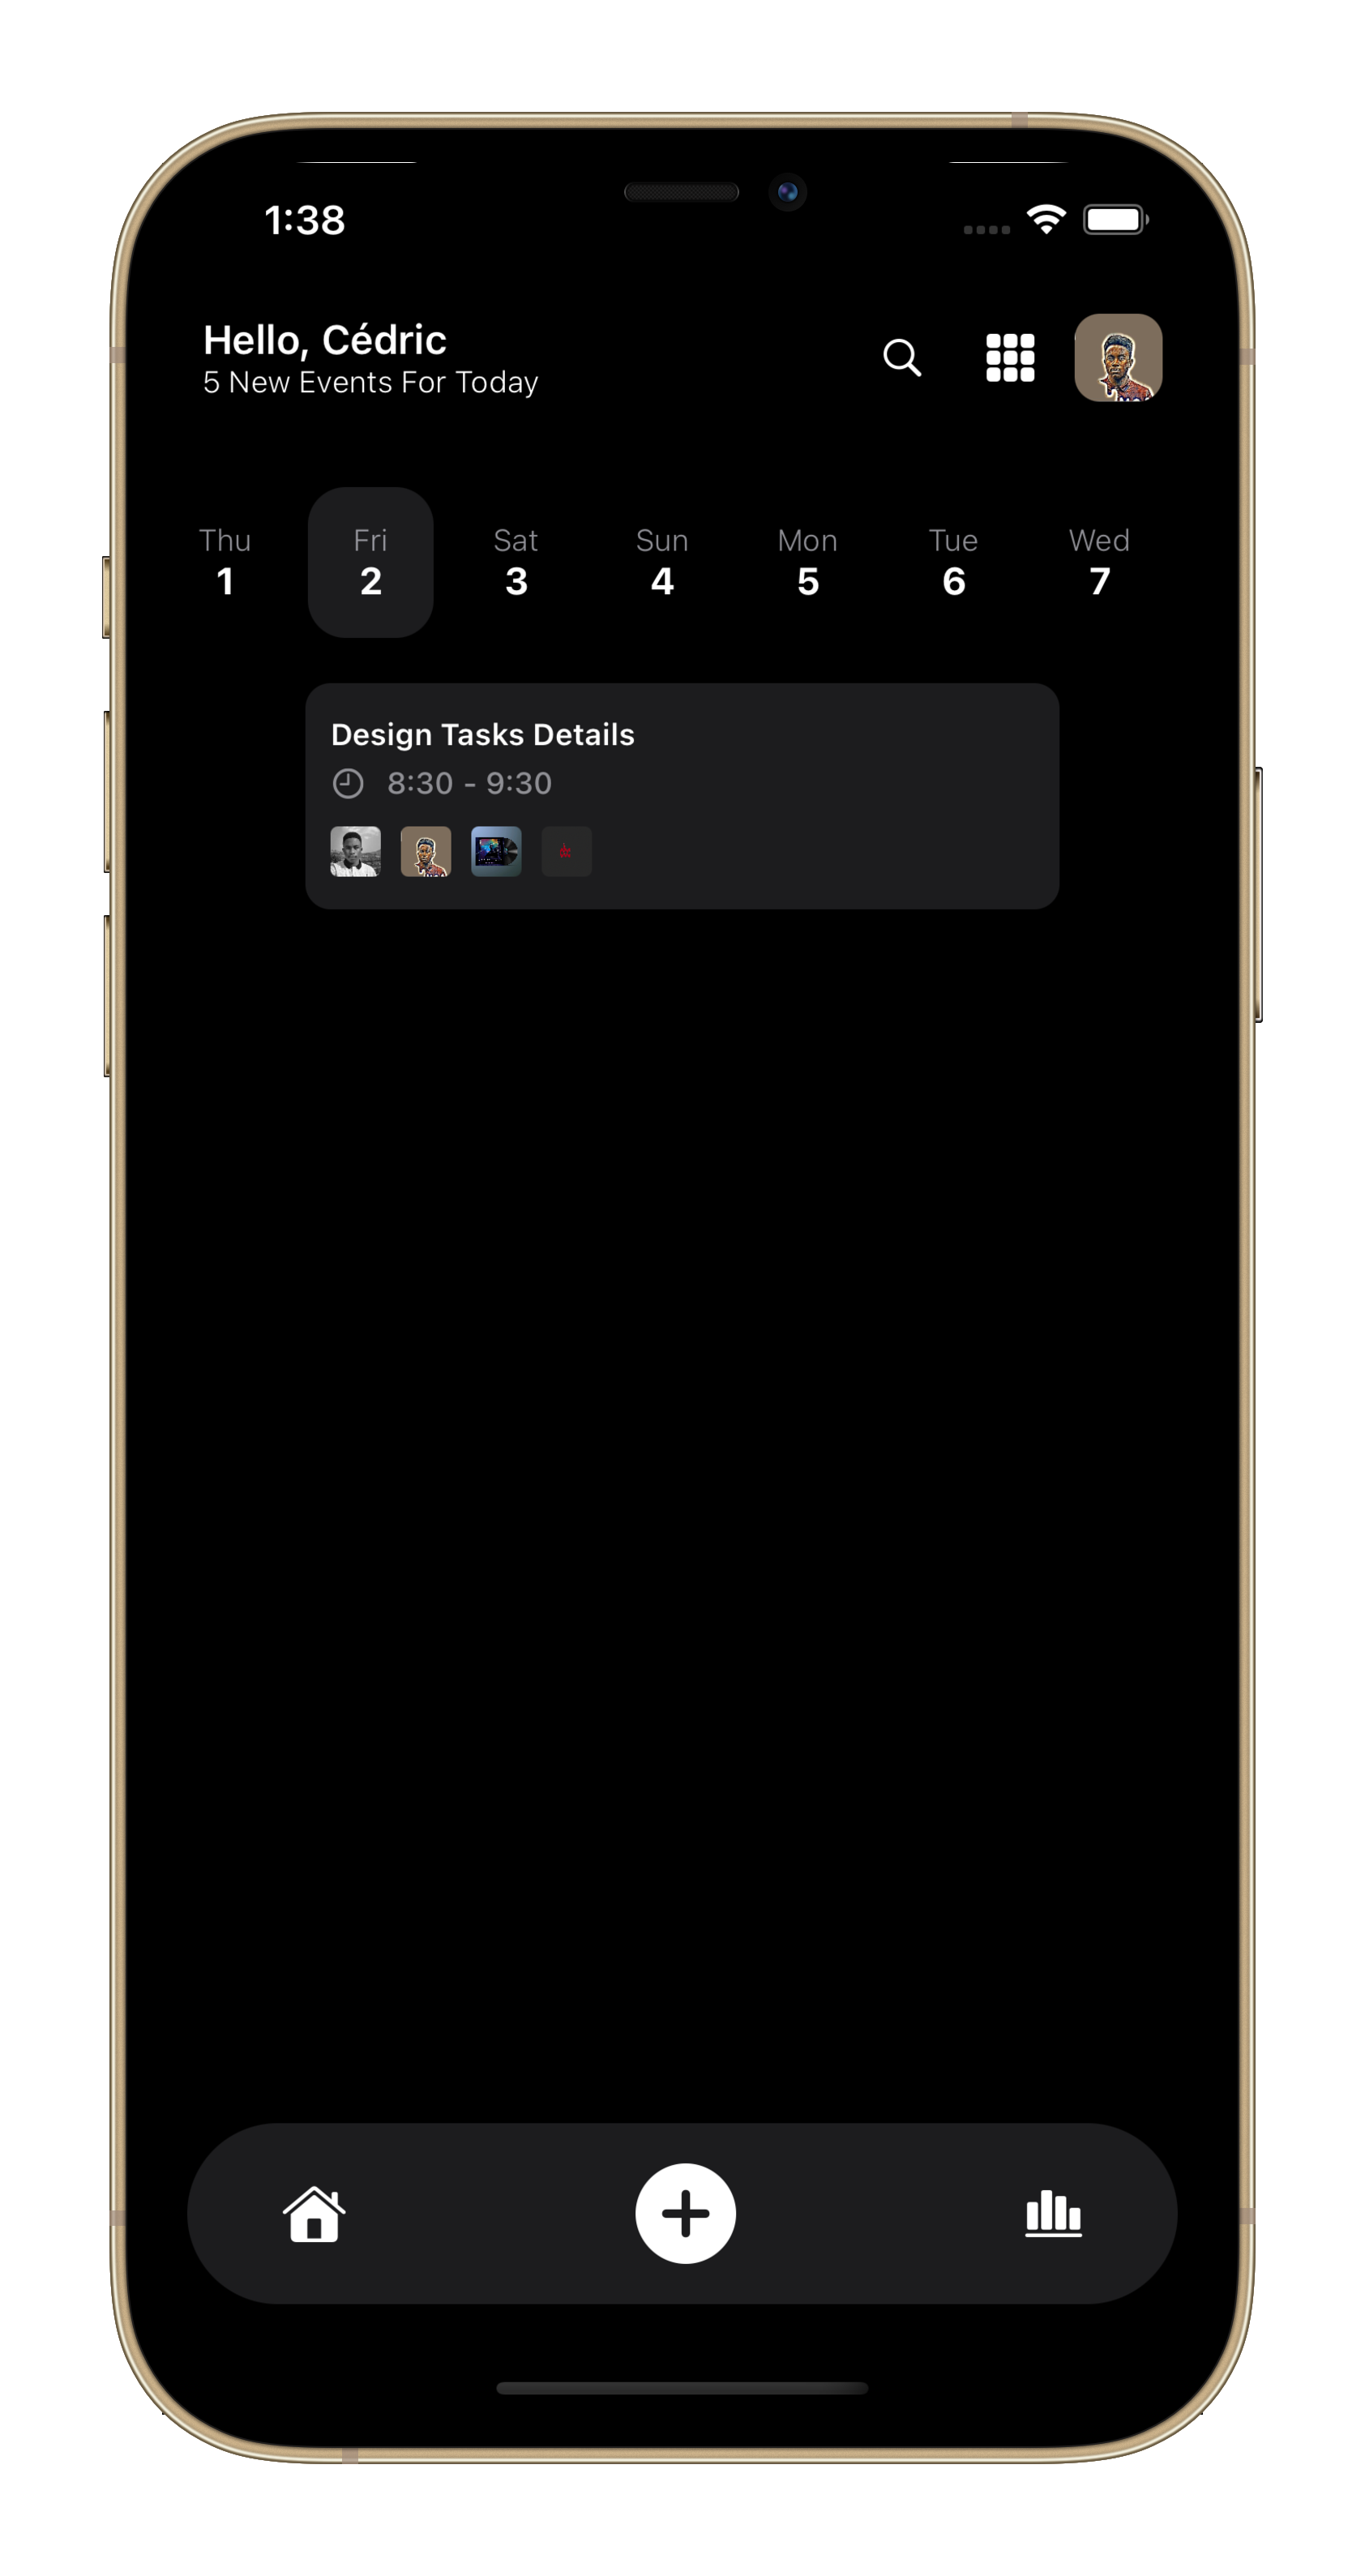 1:38
Hello, Cédric
5 New Events For Today
Thu Fri Sat Sun Mon Tue Wed
1 2 3 4 5 6 7
Design Tasks Details
8:30 - 9:30